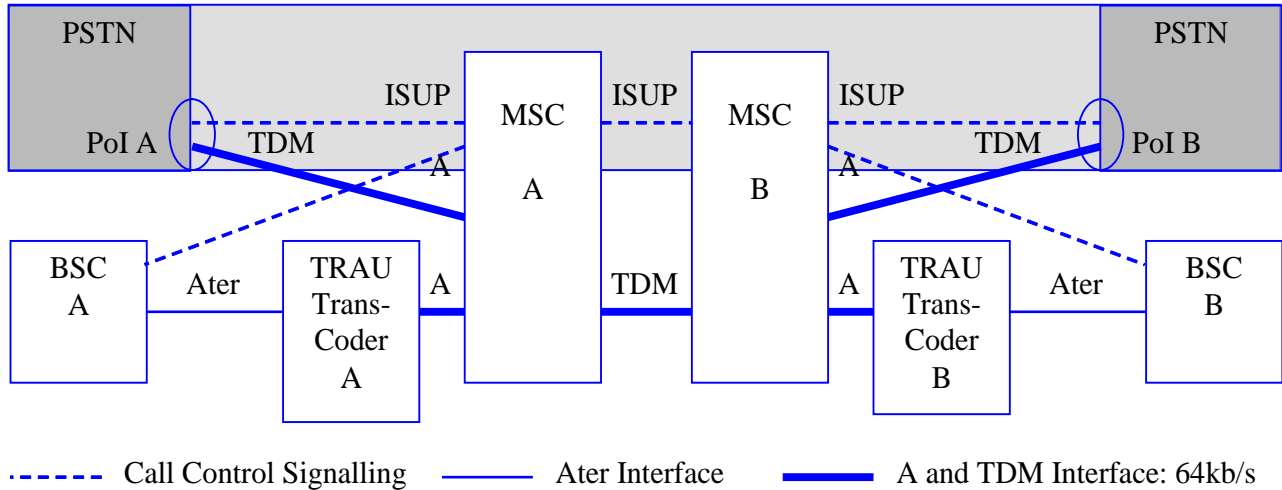 PSTN
PSTN
ISUP
ISUP
ISUP
MSC
A
MSC
B
PoI A
TDM
TDM
PoI B
A
A
BSC
A
Ater
TRAU
Trans-
Coder
A
A
TDM
A
TRAU
Trans-
Coder
B
Ater
BSC
B
Call Control Signalling
Ater Interface
A and TDM Interface: 64kb/s